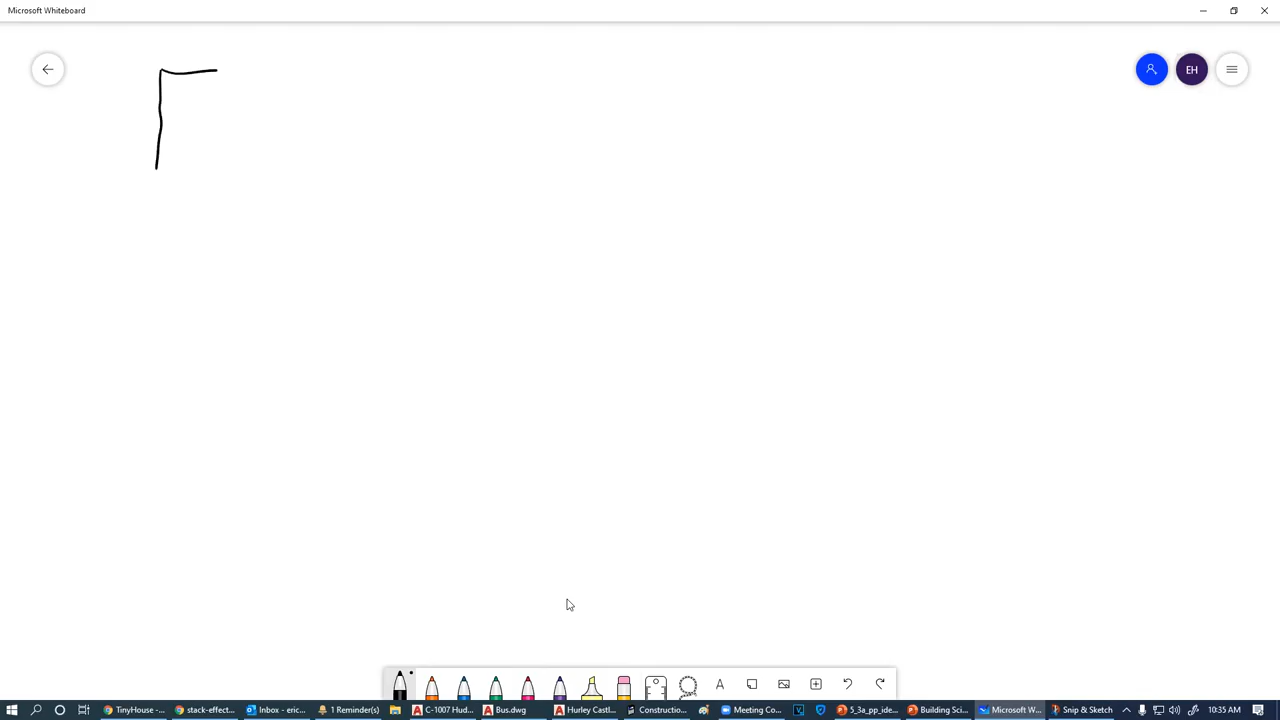 Microsoft Whiteboard
EH
A
TinyHouse -...
stack-effect...
Inbox - eric...
1 Reminder(s)
C-1007 Hud...
Bus.dwg
Hurley Castl...
Constructio...
Meeting Co...
5_3a_pp_ide...
Building Sci...
Microsoft W...
Snip & Sketch
10:35 AM